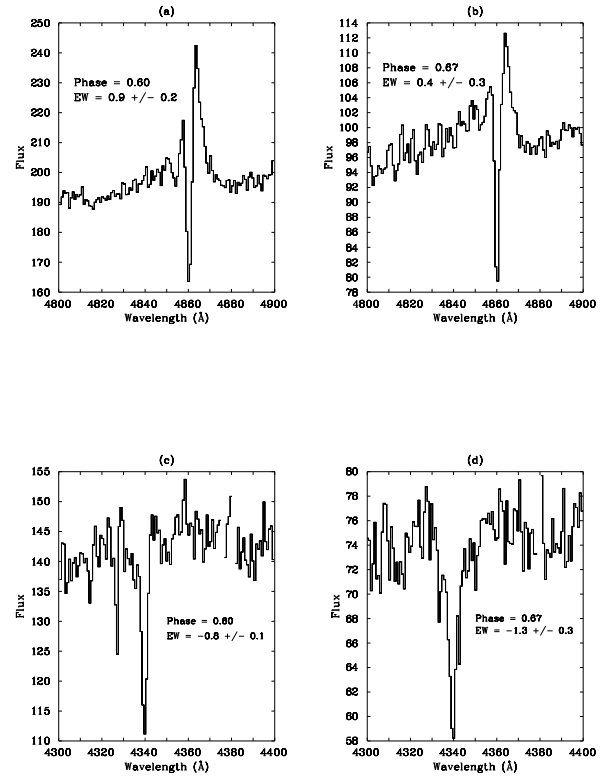 (a)
250
240
230
220
210
200
190
180
170
160
Flux
Phase = 0.60
EW = 0.9 +/- 0.2
4800 4820 4840 4860 4880 4900
Wavelength (Å)
(b)
114
112
110
108
106
104
102
100
98
96
94
92
90
88
86
84
82
80
78
Flux
Phase = 0.67
EW = 0.4 +/- 0.3
4800 4820 4840 4860 4880 4900
Wavelength (Å)
(c)
155
150
145
140
135
130
125
120
115
110
Flux
Phase = 0.60
EW = -0.8 +/- 0.1
4300 4320 4340 4360 4380 4400
Wavelength (Å)
(d)
80
78
76
74
72
70
68
66
64
62
60
58
Flux
Phase = 0.67
EW = -1.3 +/- 0.3
4300 4320 4340 4360 4380 4400
Wavelength (Å)